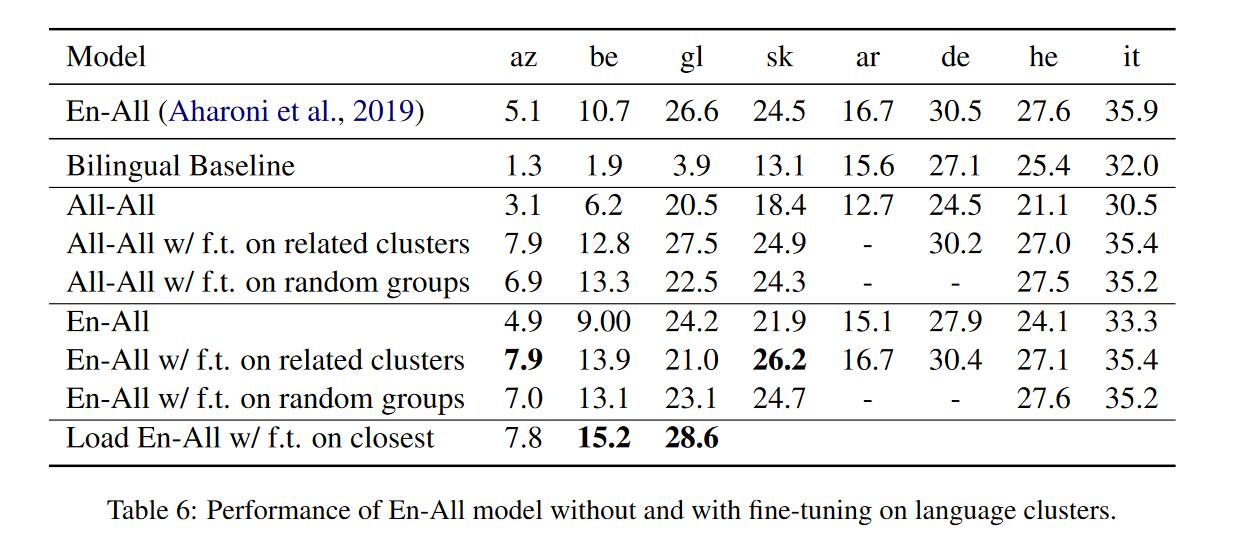 Model az be gl sk ar de he it
En-All (Aharoni et al., 2019) 5.1 10.7 26.6 24.5 16.7 30.5 27.6 35.9
Bilingual Baseline 1.3 1.9 3.9 13.1 15.6 27.1 25.4 32.0
All-All 3.1 6.2 20.5 18.4 12.7 24.5 21.1 30.5
All-All w/ f.t. on related clusters 7.9 12.8 27.5 24.9 - 30.2 27.0 35.4
All-All w/ f.t. on random groups 6.9 13.3 22.5 24.3 - - 27.5 35.2
En-All 4.9 9.00 24.2 21.9 15.1 27.9 24.1 33.3
En-All w/ f.t. on related clusters 7.9 13.9 21.0 26.2 16.7 30.4 27.1 35.4
En-All w/ f.t. on random groups 7.0 13.1 23.1 24.7 - - 27.6 35.2
Load En-All w/ f.t. on closest 7.8 15.2 28.6
Table 6: Performance of En-All model without and with fine-tuning on language clusters.